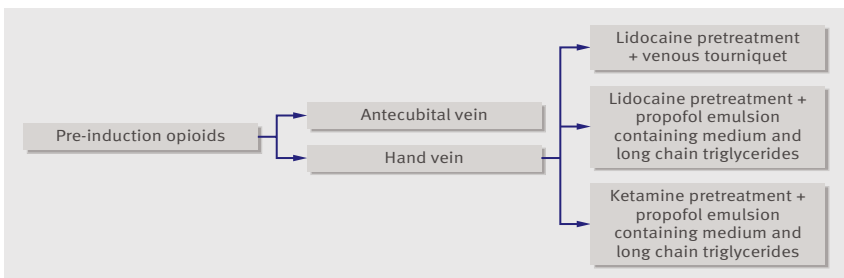 Pre-induction opioids
Antecubital vein
Hand vein
Lidocaine pretreatment
+ venous tourniquet
Lidocaine pretreatment +
propofol emulsion
containing medium and
long chain triglycerides
Ketamine pretreatment +
propofol emulsion
containing medium and
long chain triglycerides